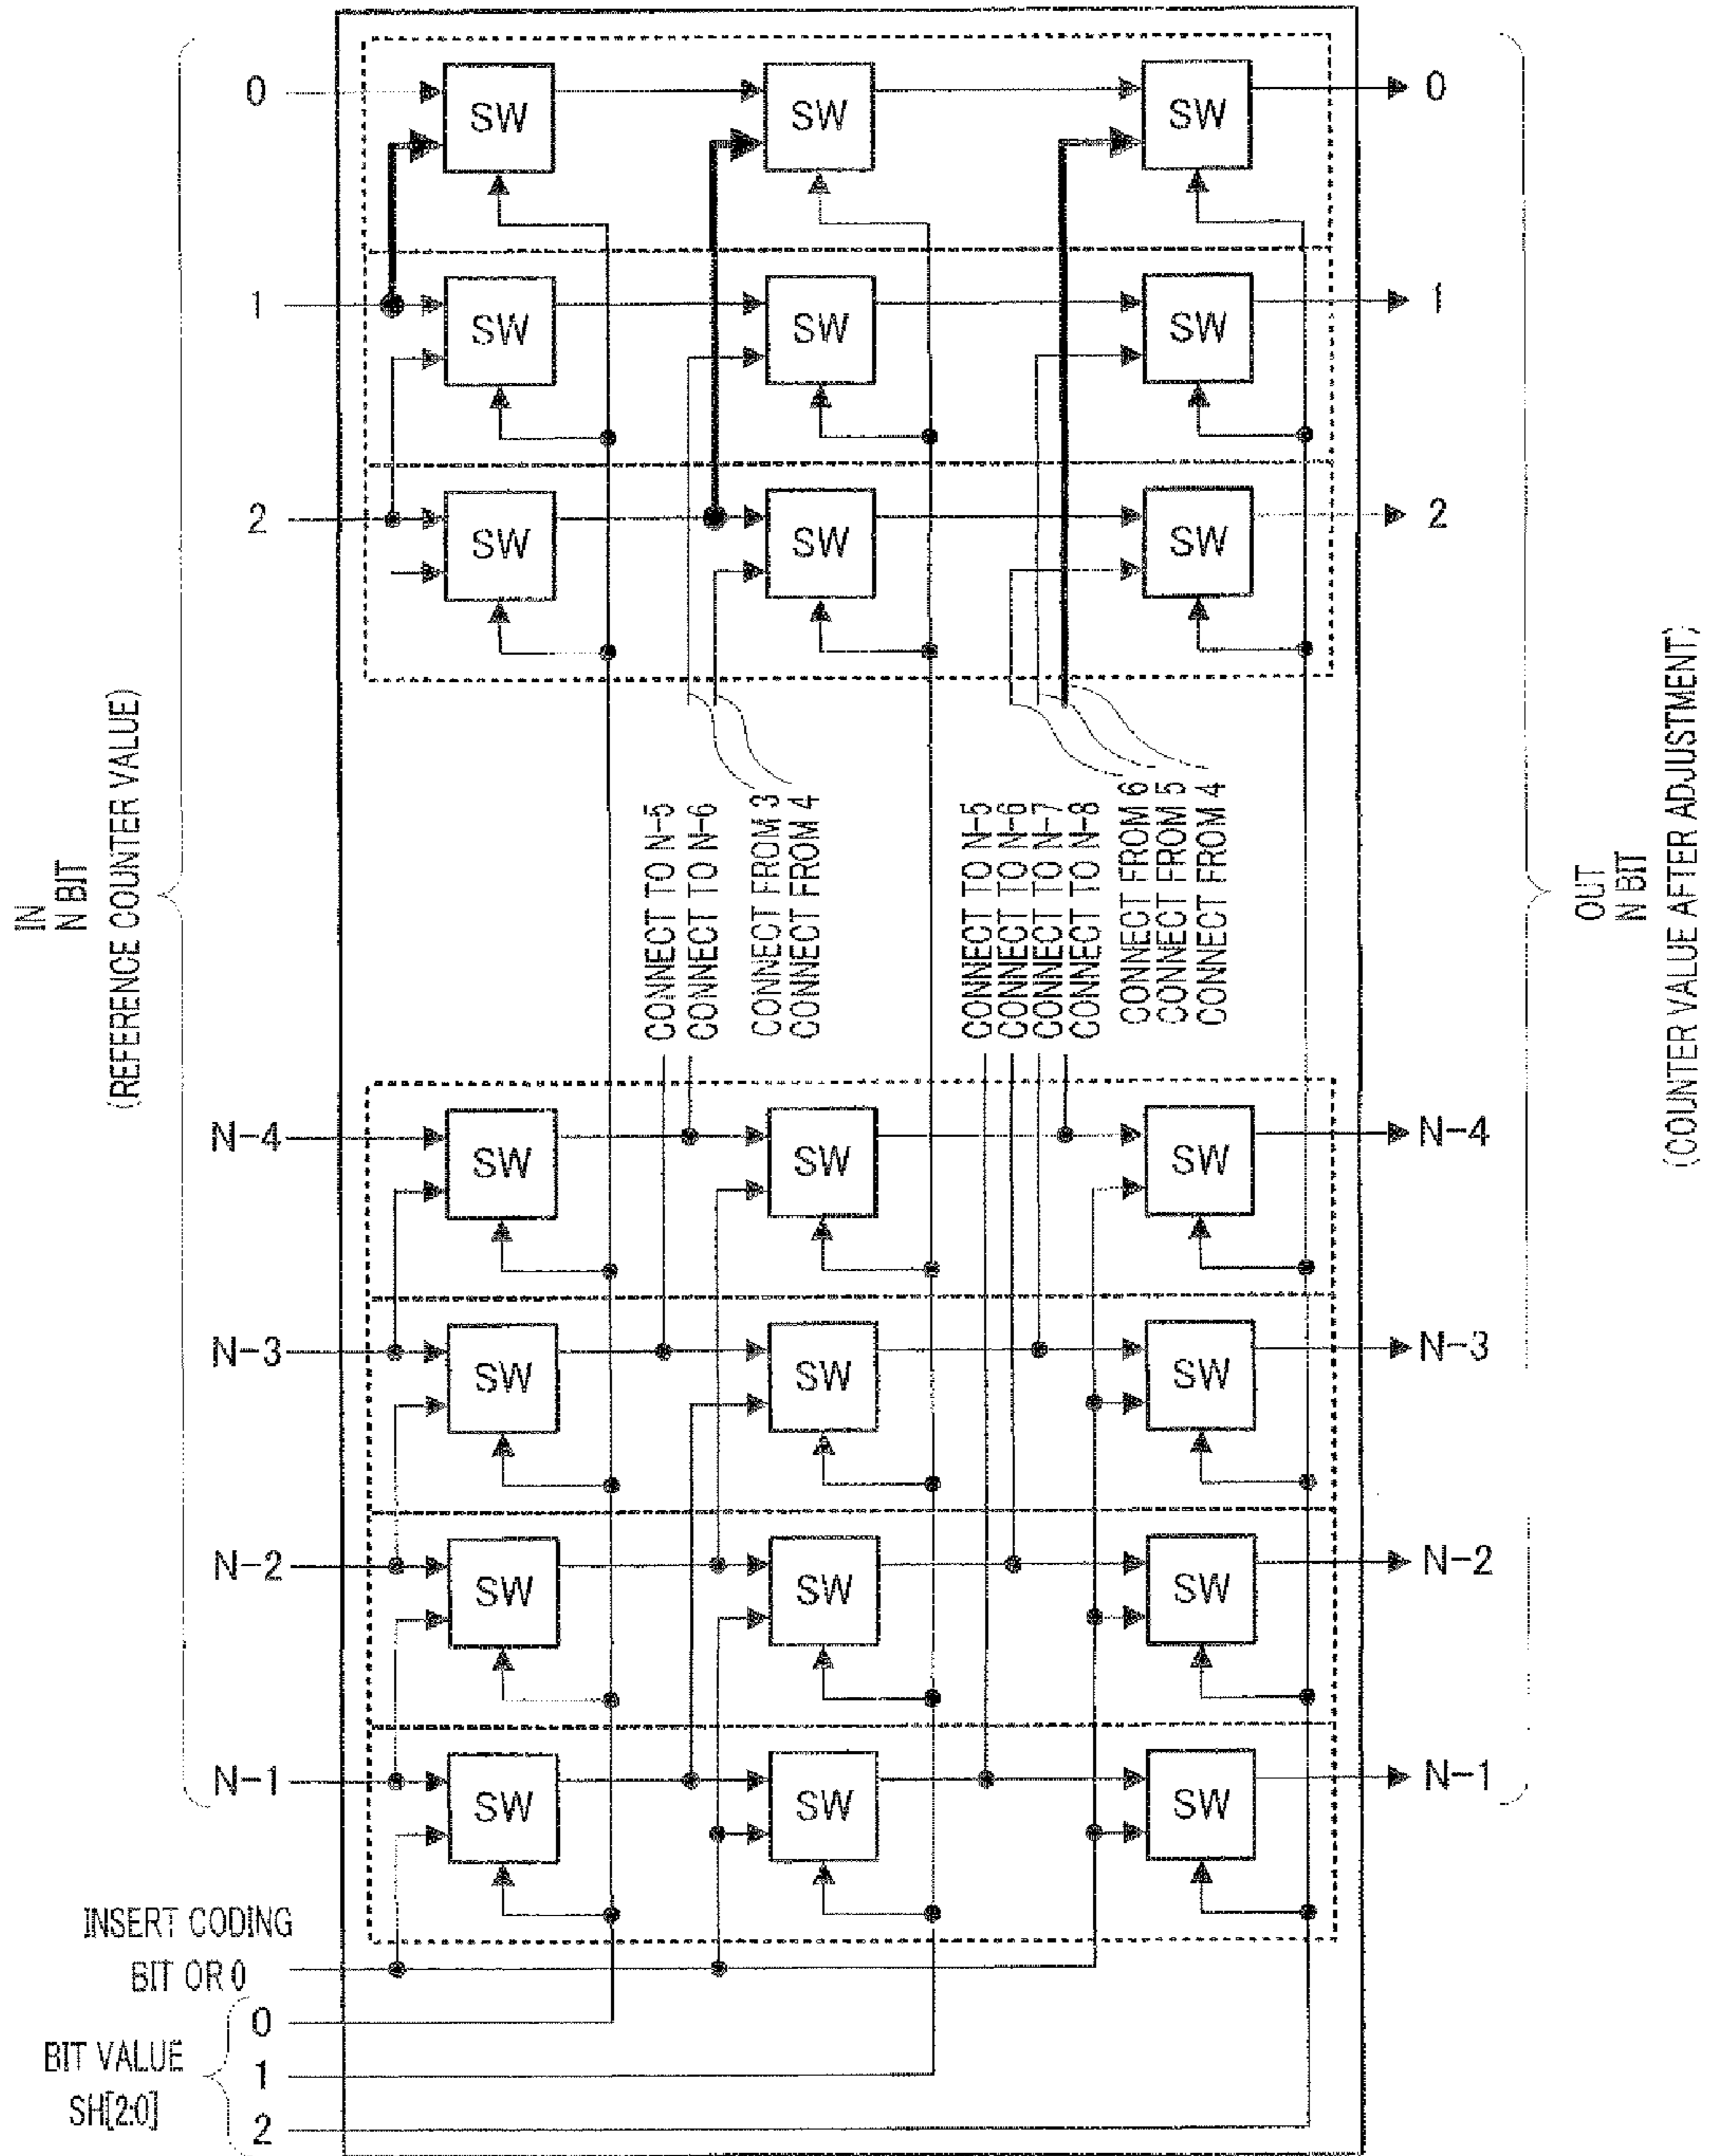 0
SW
SW
SW
0
1
SW
SW
SW
1
2
SW
SW
SW
2
IN
N BIT
(REFERENCE COUNTER VALUE)
CONNECT TO N-5
CONNECT TO N-6
CONNECT FROM 3
CONNECT FROM 4
CONNECT TO N-5
CONNECT TO N-6
CONNECT TO N-7
CONNECT TO N-8
CONNECT FROM 6
CONNECT FROM 5
CONNECT FROM 4
OUT
N BIT
(COUNTER VALUE AFTER ADJUSTMENT)
N-4
SW
SW
SW
N-4
N-3
SW
SW
SW
N-3
N-2
SW
SW
SW
N-2
N-1
SW
SW
SW
N-1
INSERT CODING
BIT OR 0
BIT VALUE
SH[2:0]
0
1
2